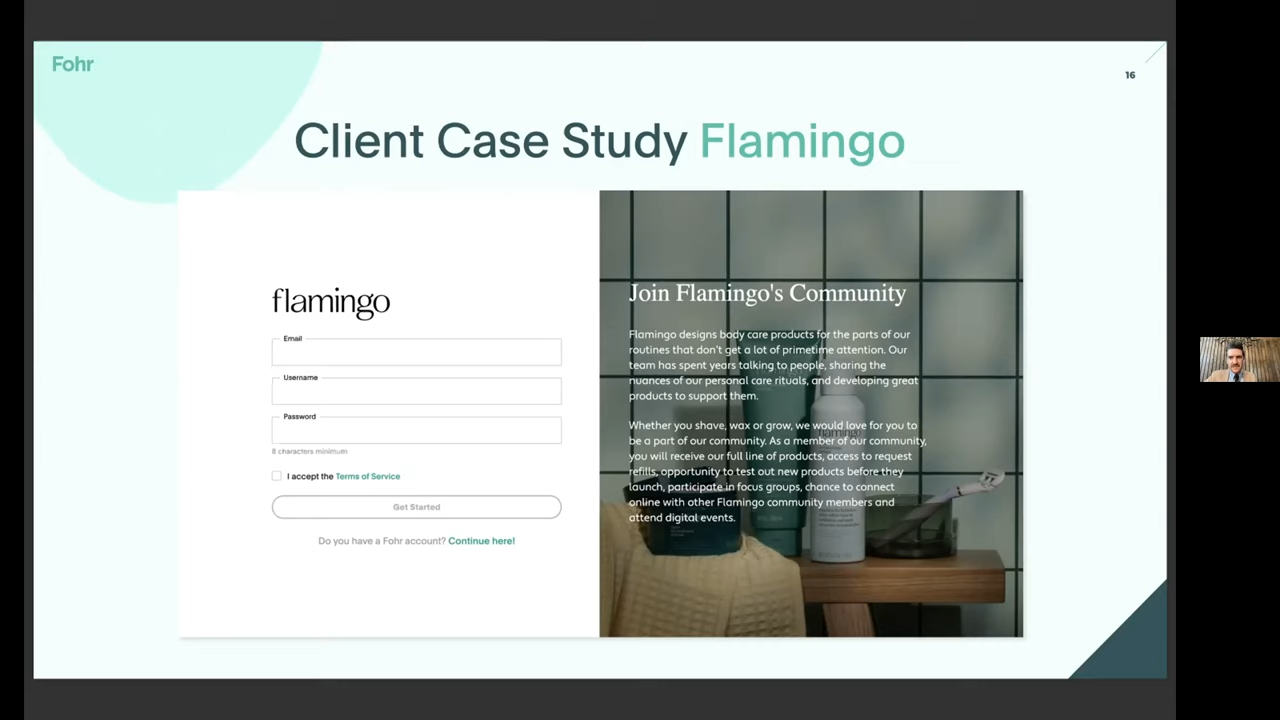 Fohr
16
Client Case Study Flamingo
flamingo
Email
Username
Password
8 characters minimum
I accept the Terms of Service
Get Started
Do you have a Fohr account? Continue here!
Join Flamingo's Community
Flamingo designs body care products for the parts of our
routines that don't get a lot of primetime attention. Our
team has spent years talking to people, sharing the
nuances of our personal care rituals, and developing great
products to support them.
Whether you shave, wax or grow, we would love for you to
be a part of our community. As a member of our community,
you will receive our full line of products, access to request
refills, opportunity to test out new products before they
launch, participate in focus groups, chance to connect
online with other Flamingo community members and
attend digital events.